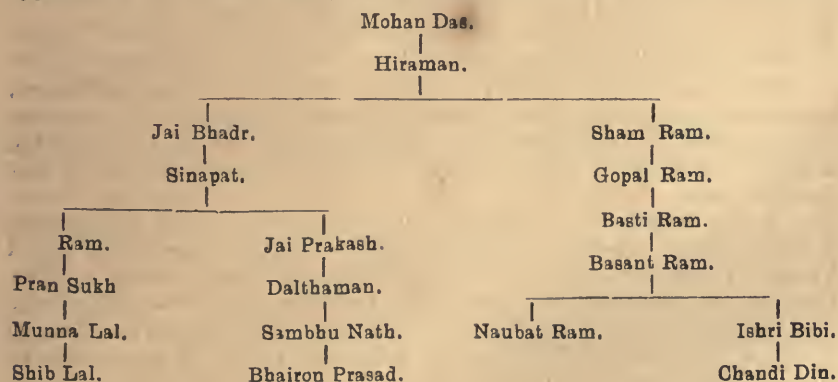 Mohan Das.
Hiraman.
Jai Bhadr. Sham Ram.
Sinapat. Gopal Ram.
Basti Ram.
Ram. Jai Prakash.
Basant Ram.
Pran Sukh Dalthaman.
Munna Lal. Sambhu Nath. Naubat Ram. Ishri Bibi.
Shib Lal. Bhairon Prasad. Chandi Din.